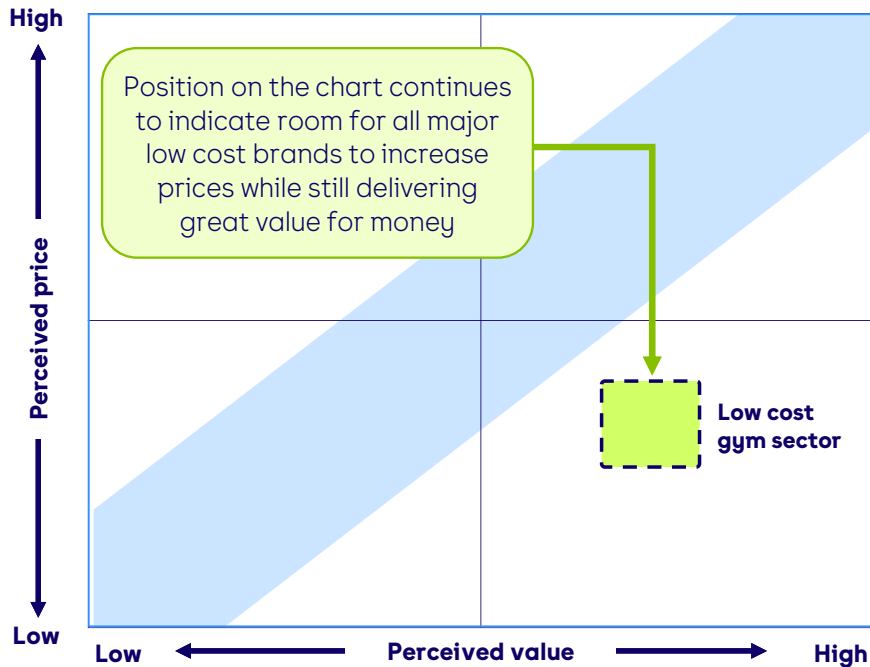 High
Position on the chart continues
to indicate room for all major
low cost brands to increase
prices while still delivering
great value for money
Perceived price
Low cost
gym sector
Low
Low
Perceived value
High